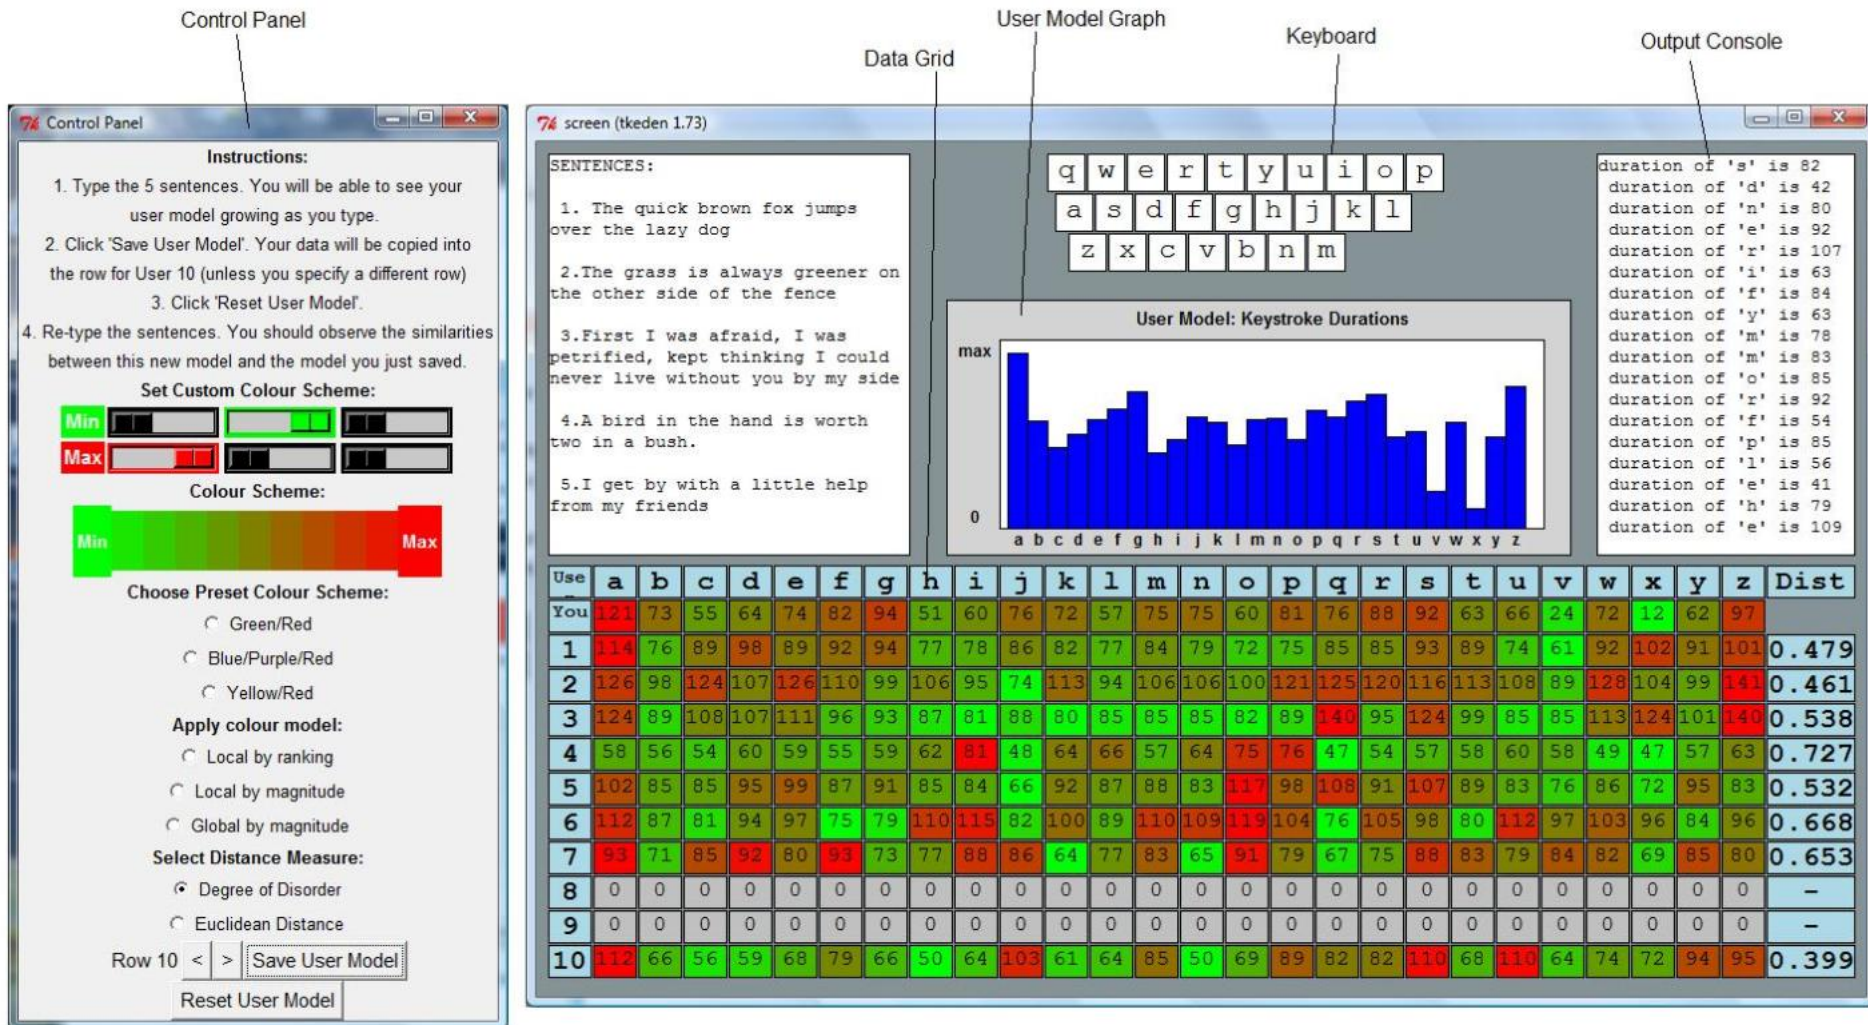 Control Panel
User Model Graph
Data Grid
Keyboard
Output Console
Control Panel
Instructions:
1. Type the 5 sentences. You will be able to see your
user model growing as you type.
2. Click 'Save User Model'. Your data will be copied into
the row for User 10 (unless you specify a different row)
3. Click 'Reset User Model'.
4. Re-type the sentences. You should observe the similarities
between this new model and the model you just saved.
Set Custom Colour Scheme:
Min
Max
Colour Scheme:
Min Max
Choose Preset Colour Scheme:
Green/Red
Blue/Purple/Red
Yellow/Red
Apply colour model:
Local by ranking
Local by magnitude
Global by magnitude
Select Distance Measure:
Degree of Disorder
Euclidean Distance
Row 10 < > Save User Model
Reset User Model
screen (tkeden 1.73)
SENTENCES:
1. The quick brown fox jumps
over the lazy dog
2.The grass is always greener on
the other side of the fence
3.First I was afraid, I was
petrified, kept thinking I could
never live without you by my side
4.A bird in the hand is worth
two in a bush.
5.I get by with a little help
from my friends
q w e r t y u i o p
a s d f g h j k l
z x c v b n m
User Model: Keystroke Durations
max
0
a b c d e f g h i j k l m n o p q r s t u v w x y z
duration of 's' is 82
duration of 'd' is 42
duration of 'n' is 80
duration of 'e' is 92
duration of 'r' is 107
duration of 'i' is 63
duration of 'f' is 84
duration of 'y' is 63
duration of 'm' is 78
duration of 'm' is 83
duration of 'o' is 85
duration of 'r' is 92
duration of 'f' is 54
duration of 'p' is 85
duration of 'l' is 56
duration of 'e' is 41
duration of 'h' is 79
duration of 'e' is 109
Use a b c d e f g h i j k l m n o p q r s t u v w x y z Dist
You 121 73 55 64 74 82 94 51 60 76 72 57 75 75 60 81 76 88 92 63 66 24 72 12 62 97
1 114 76 89 98 89 92 94 77 78 86 82 77 84 79 72 75 85 85 93 89 74 61 92 102 91 101 0.479
2 126 98 124 107 126 110 99 106 95 74 113 94 106 106 100 121 125 120 116 113 108 89 128 104 99 141 0.461
3 124 89 108 107 111 96 93 87 81 88 80 85 85 85 82 89 140 95 124 99 85 85 113 124 101 140 0.538
4 58 56 54 60 59 55 59 62 81 48 64 66 57 64 75 76 47 54 57 58 60 58 49 47 57 63 0.727
5 102 85 85 95 99 87 91 85 84 66 92 87 88 83 117 98 108 91 107 89 83 76 86 72 95 83 0.532
6 112 87 81 94 97 75 79 110 115 82 100 89 110 109 119 104 76 105 98 80 112 97 103 96 84 96 0.668
7 93 71 85 92 80 93 73 77 88 86 64 77 83 65 91 79 67 75 88 83 79 84 82 69 85 80 0.653
8 0 0 0 0 0 0 0 0 0 0 0 0 0 0 0 0 0 0 0 0 0 0 0 0 0 0 –
9 0 0 0 0 0 0 0 0 0 0 0 0 0 0 0 0 0 0 0 0 0 0 0 0 0 0 –
10 112 66 56 59 68 79 66 50 64 103 61 64 85 50 69 89 82 82 110 68 110 64 74 72 94 95 0.399